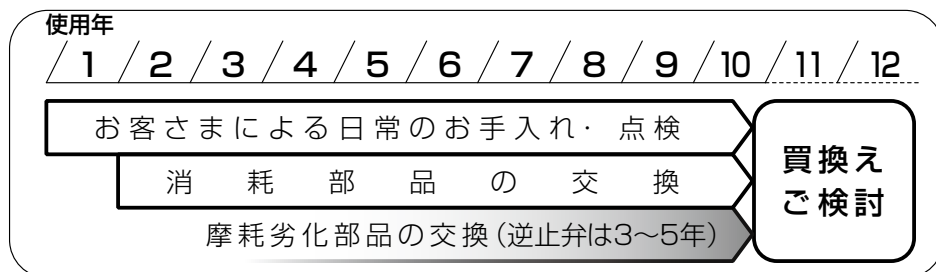 使用年
1 2 3 4 5 6 7 8 9 10 11 12
お客さまによる日常のお手入れ・点検
消耗部品の交換
摩耗劣化部品の交換(逆止弁は3~5年)
買換え
ご検討